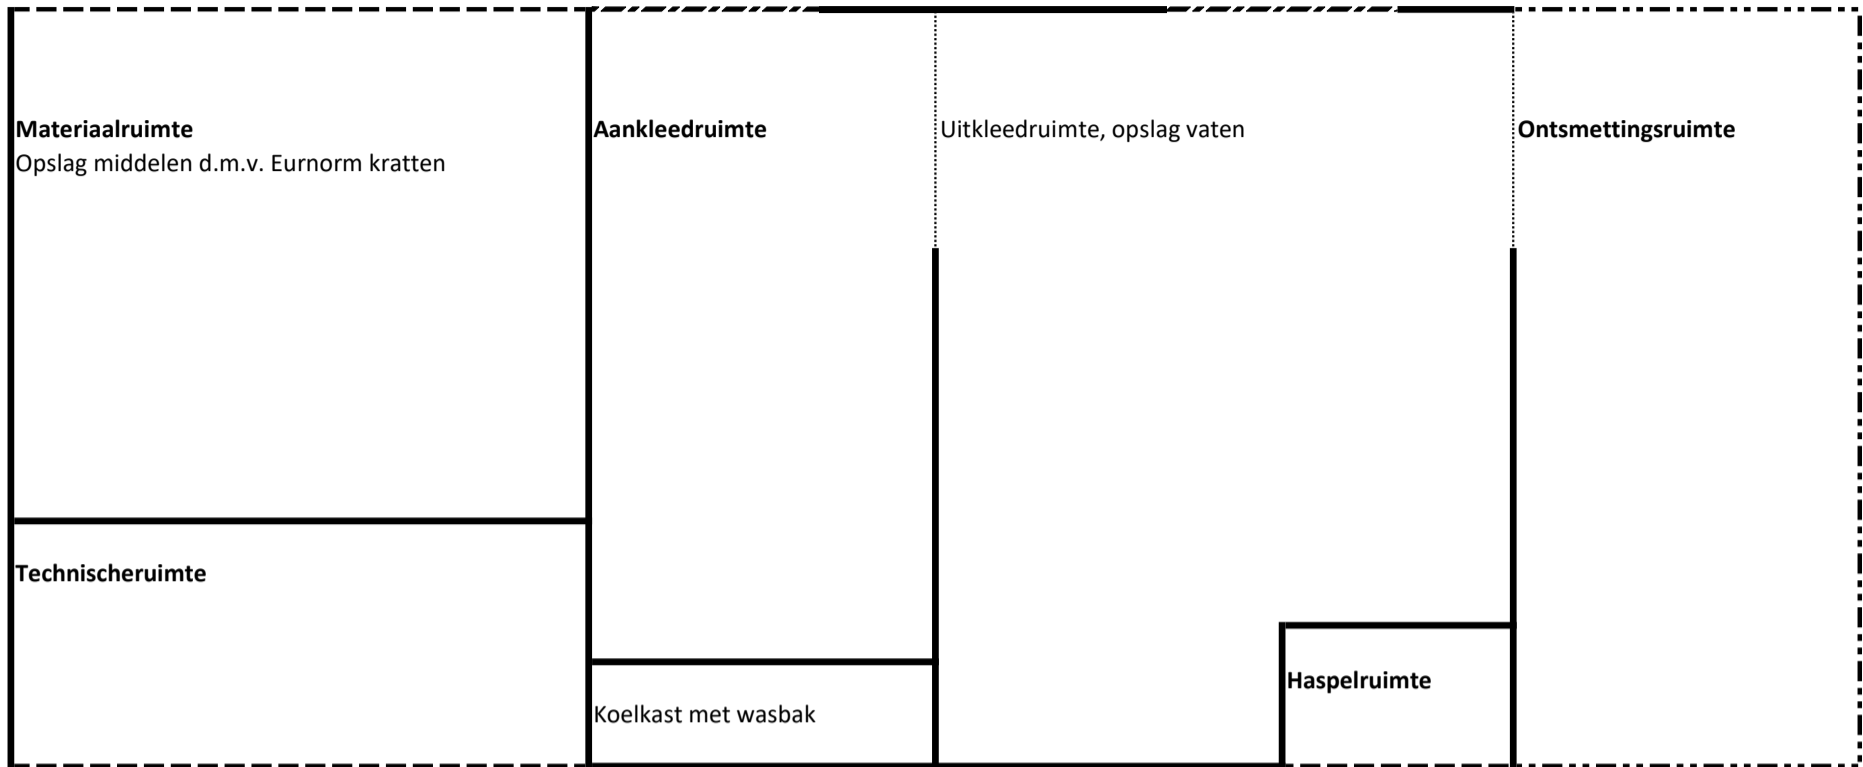 Materiaalruimte
Opslag middelen d.m.v. Eurnorm kratten
Aankleedruimte
Uitkleedruimte, opslag vaten
Ontsmettingsruimte
Technischeruimte
Haspelruimte
Koelkast met wasbak